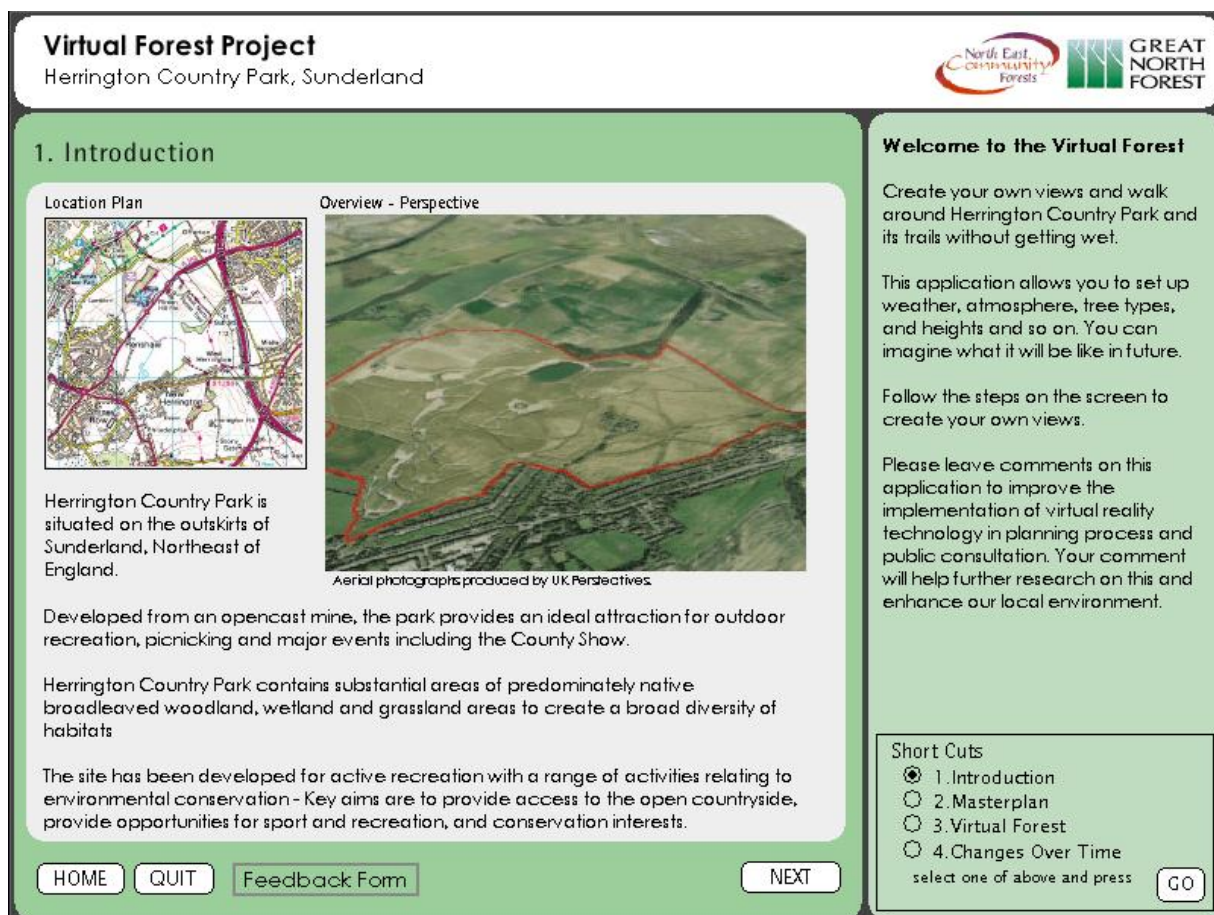 Virtual Forest Project
Herrington Country Park, Sunderland
North East
Community
Forests
GREAT
NORTH
FOREST
1. Introduction
Location Plan
Overview - Perspective
Penshaw
West
Herrington
New
Herrington
Philadelphia
Row
Herrington Country Park is
situated on the outskirts of
Sunderland, Northeast of
England.
Aerial photographs produced by UK Perstectives.
Developed from an opencast mine, the park provides an ideal attraction for outdoor
recreation, picnicking and major events including the County Show.
Herrington Country Park contains substantial areas of predominately native
broadleaved woodland, wetland and grassland areas to create a broad diversity of
habitats
The site has been developed for active recreation with a range of activities relating to
environmental conservation - Key aims are to provide access to the open countryside,
provide opportunities for sport and recreation, and conservation interests.
HOME
QUIT
Feedback Form
NEXT
Welcome to the Virtual Forest
Create your own views and walk
around Herrington Country Park and
its trails without getting wet.
This application allows you to set up
weather, atmosphere, tree types,
and heights and so on. You can
imagine what it will be like in future.
Follow the steps on the screen to
create your own views.
Please leave comments on this
application to improve the
implementation of virtual reality
technology in planning process and
public consultation. Your comment
will help further research on this and
enhance our local environment.
Short Cuts
1.Introduction
2.Masterplan
3.Virtual Forest
4.Changes Over Time
select one of above and press
GO